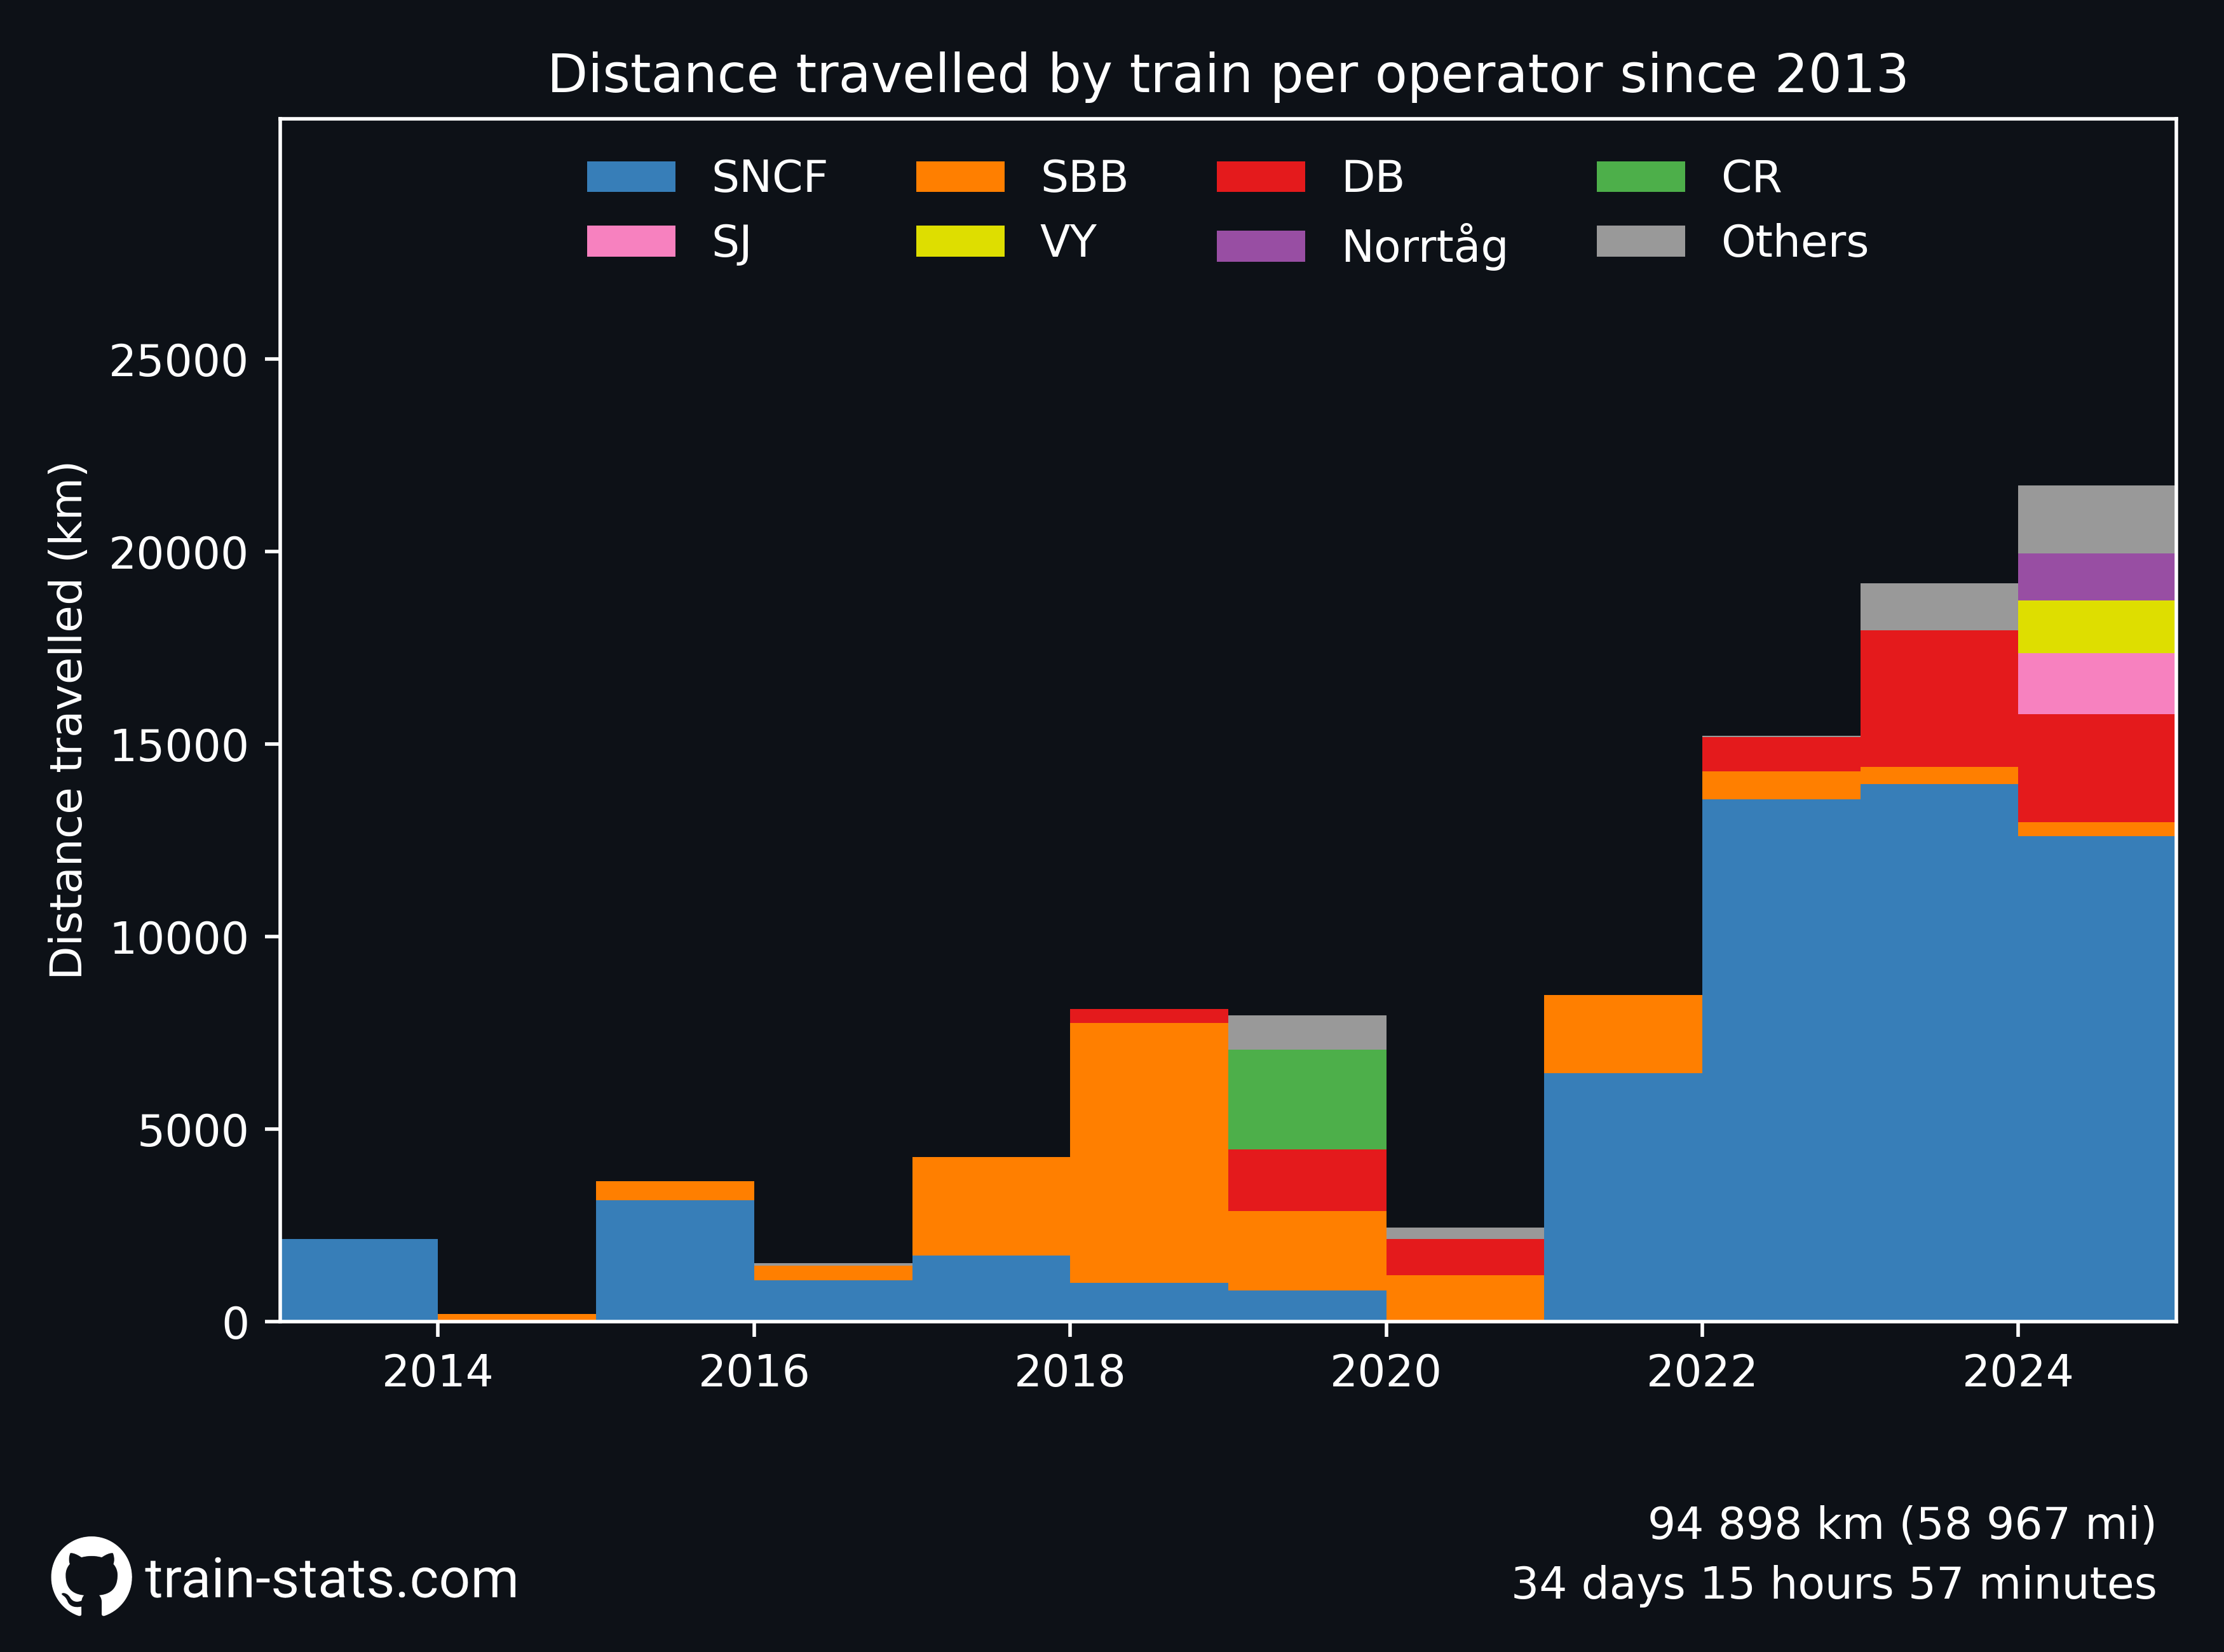 Distance travelled by train per operator since 2013
SNCF SBB DB CR
SJ VY Norrtåg Others
Distance travelled (km)
25000
20000
15000
10000
5000
0
2014 2016 2018 2020 2022 2024
94 898 km (58 967 mi)
train-stats.com
34 days 15 hours 57 minutes